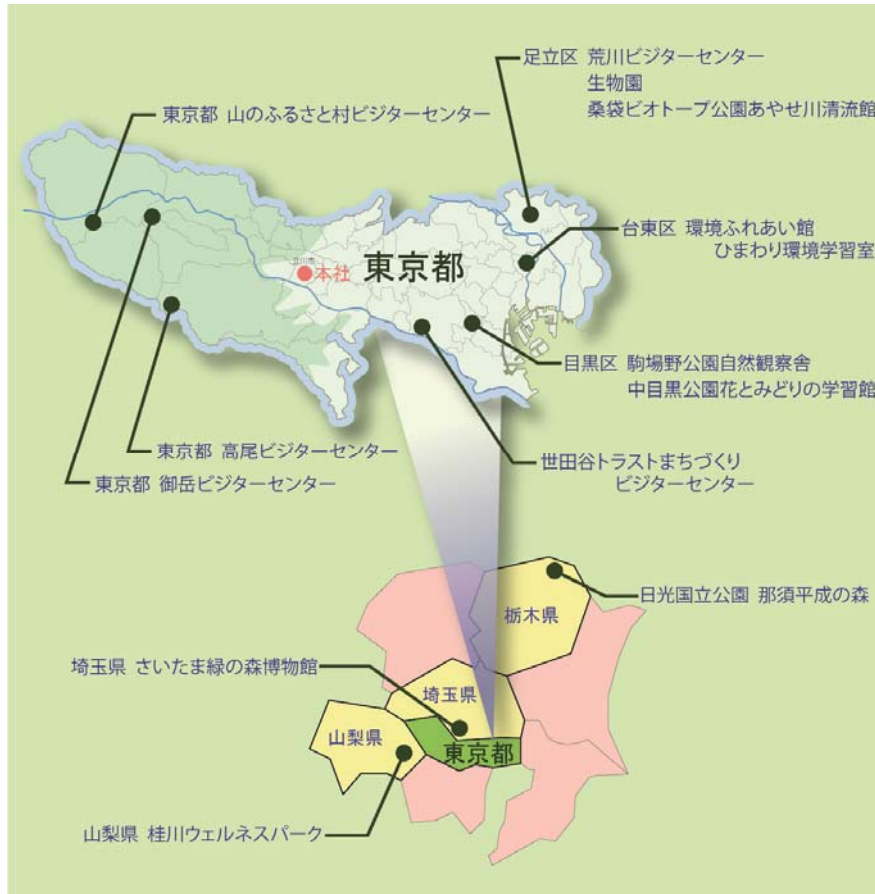 足立区 荒川ビジターセンター
生物園
桑袋ビオトープ公園あやせ川清流館
東京都 山のふるさと村ビジターセンター
台東区 環境ふれあい館
ひまわり環境学習室
立川市
本社
東京都
目黒区 駒場野公園自然観察舎
中目黒公園花とみどりの学習館
東京都 高尾ビジターセンター
世田谷トラストまちづくり
ビジターセンター
東京都 御岳ビジターセンター
日光国立公園 那須平成の森
栃木県
埼玉県 さいたま緑の森博物館
埼玉県
山梨県
東京都
山梨県 桂川ウェルネスパーク